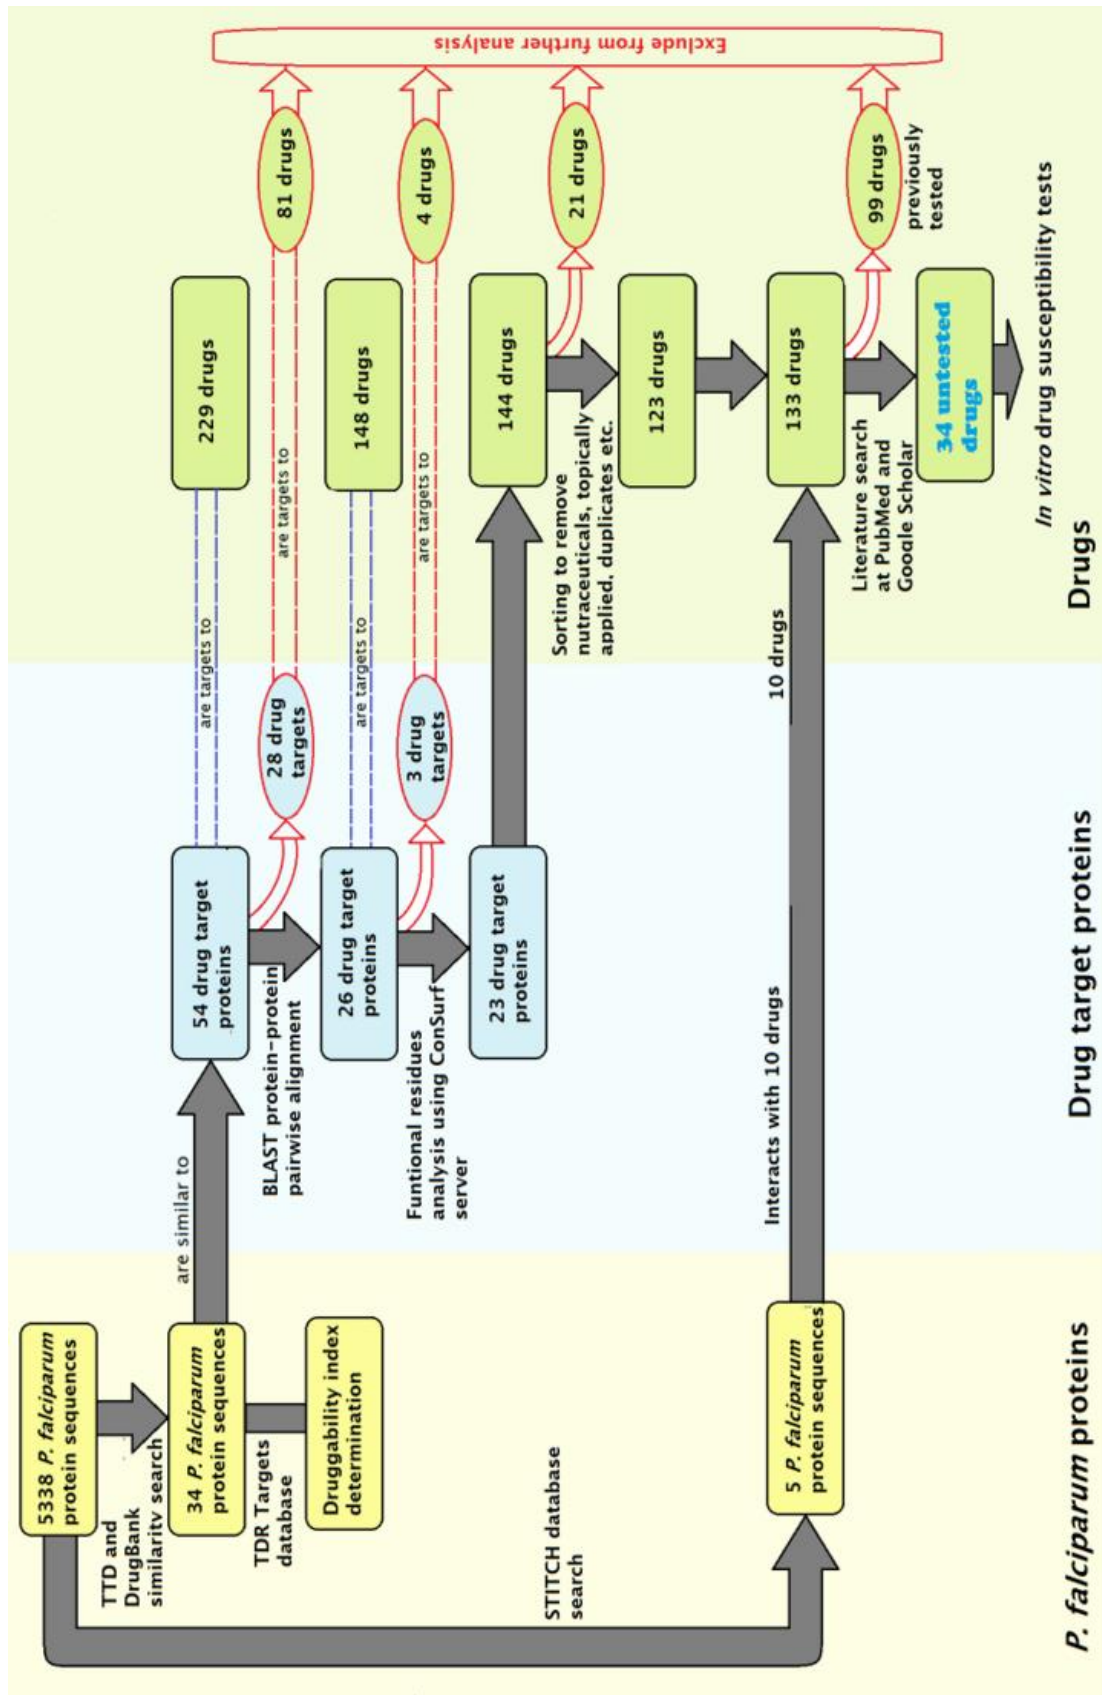 5338 P. falciparum
protein sequences
TTD and
DrugBank
similarity search
34 P. falciparum
protein sequences
TDR Targets
database
Druggability index
determination
STITCH database
search
5 P. falciparum
protein sequences
P. falciparum proteins
are similar to
54 drug target
proteins
BLAST protein-protein
pairwise alignment
28 drug
targets
26 drug target
proteins
Funtional residues
analysis using ConSurf
server
3 drug
targets
23 drug target
proteins
Interacts with 10 drugs
Drug target proteins
are targets to
229 drugs
are targets to
81 drugs
are targets to
148 drugs
are targets to
4 drugs
144 drugs
Sorting to remove
nutraceuticals, topically
applied, duplicates etc.
21 drugs
123 drugs
10 drugs
133 drugs
Literature search
at PubMed and
Google Scholar
99 drugs
previously
tested
34 untested
drugs
In vitro drug susceptibility tests
Drugs
Exclude from further analysis